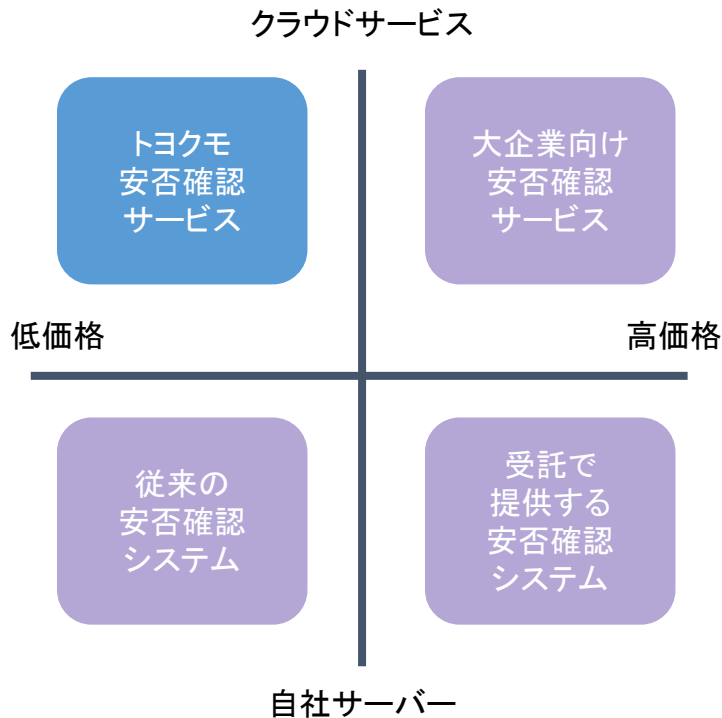 クラウドサービス
トヨクモ
安否確認
サービス
大企業向け
安否確認
サービス
低価格
高価格
従来の
安否確認
システム
受託で
提供する
安否確認
システム
自社サーバー